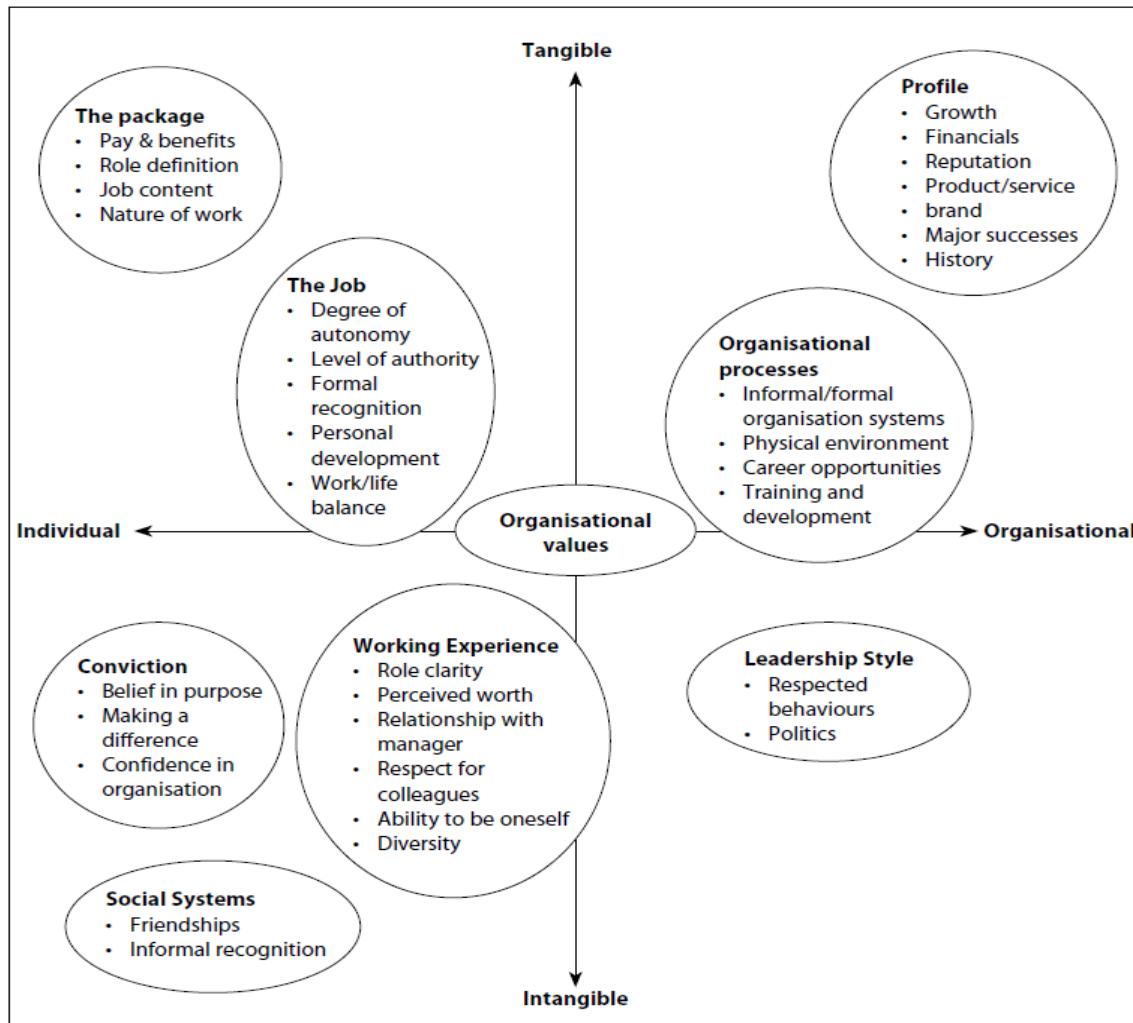 Tangible
The package
• Pay & benefits
• Role definition
• Job content
• Nature of work
Profile
• Growth
• Financials
• Reputation
• Product/service
• brand
• Major successes
• History
The Job
• Degree of
autonomy
• Level of authority
• Formal
recognition
• Personal
development
• Work/life
balance
Organisational
processes
• Informal/formal
organisation systems
• Physical environment
• Career opportunities
• Training and
development
Individual
Organisational
values
Organisational
Conviction
• Belief in purpose
• Making a
difference
• Confidence in
organisation
Working Experience
• Role clarity
• Perceived worth
• Relationship with
manager
• Respect for
colleagues
• Ability to be oneself
• Diversity
Leadership Style
• Respected
behaviours
• Politics
Social Systems
• Friendships
• Informal recognition
Intangible